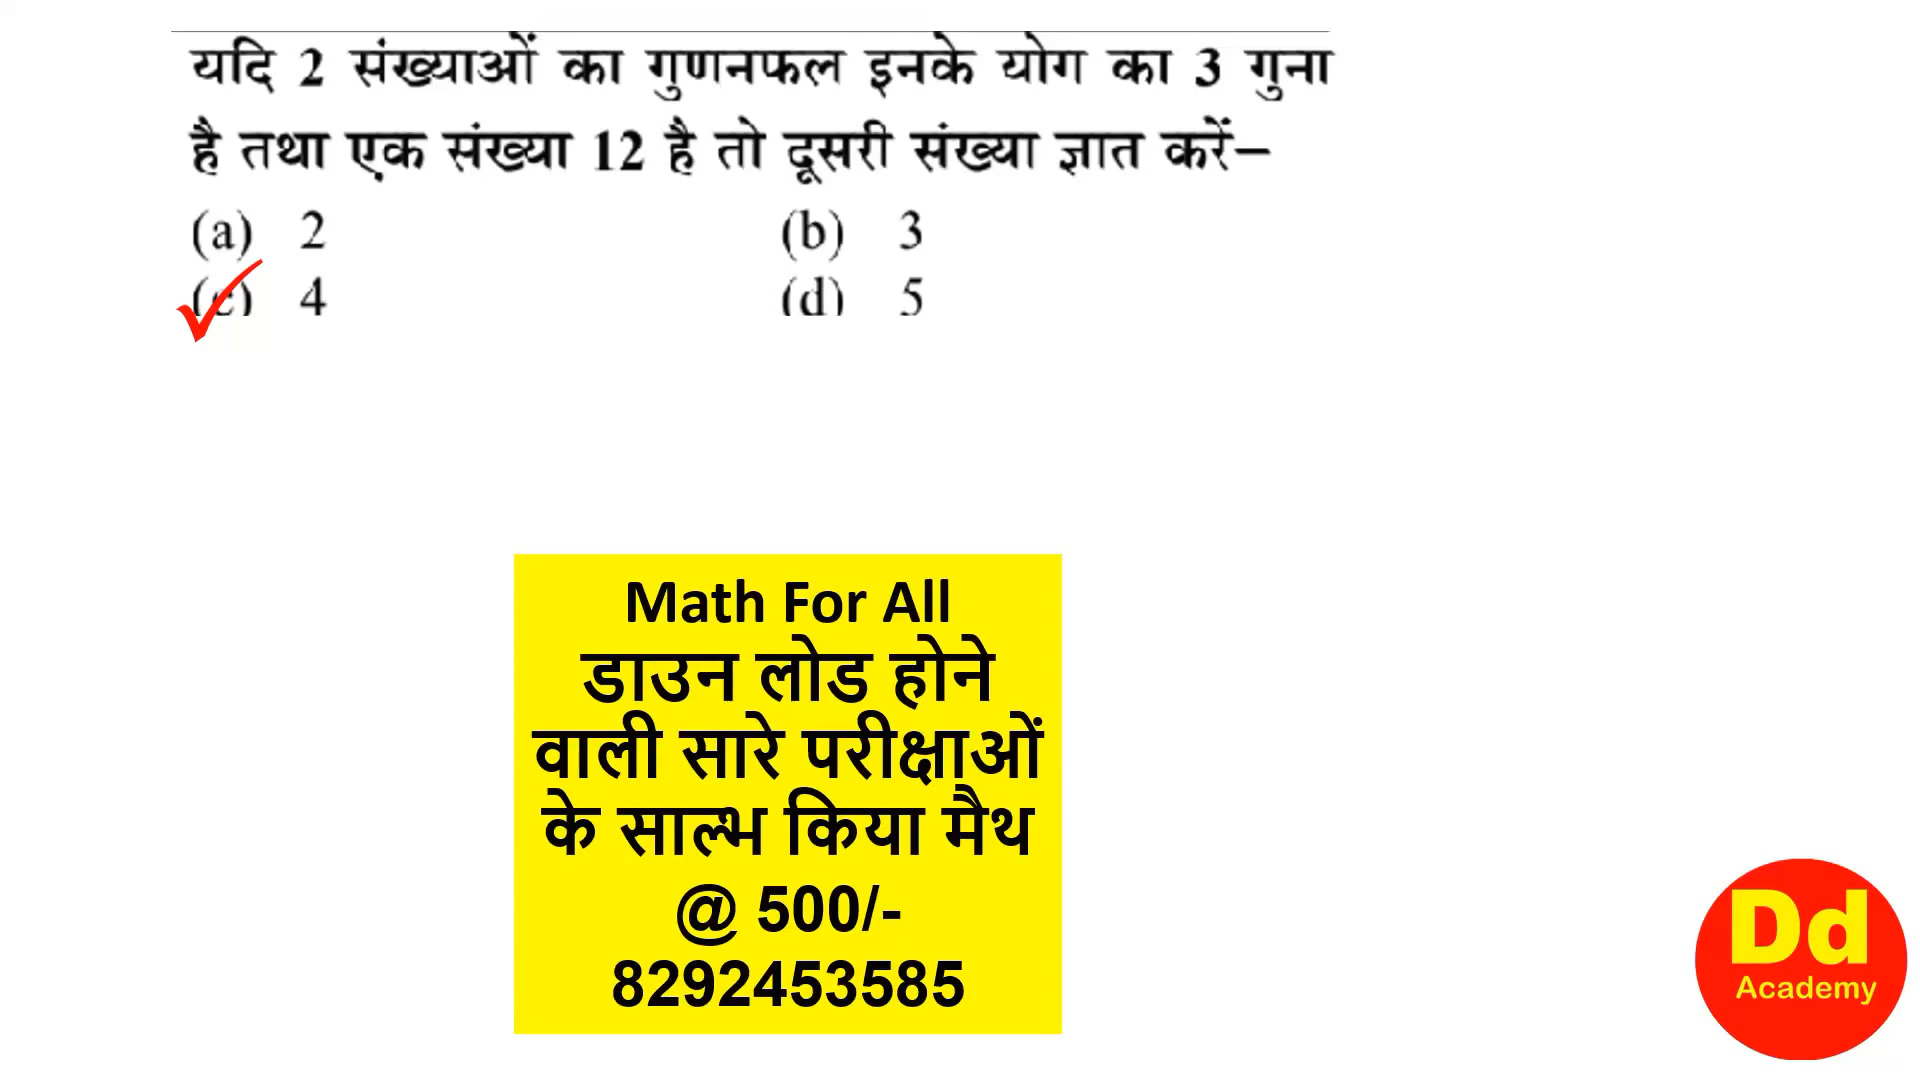 यदि 2 संख्याओं का गुणनफल इनके योग का 3 गुना
है तथा एक संख्या 12 है तो दूसरी संख्या ज्ञात करें–
(a) 2 (b) 3
(c) 4 (d) 5
Math For All
डाउन लोड होने
वाली सारे परीक्षाओं
के साल्भ किया मैथ
@ 500/-
8292453585
Dd
Academy